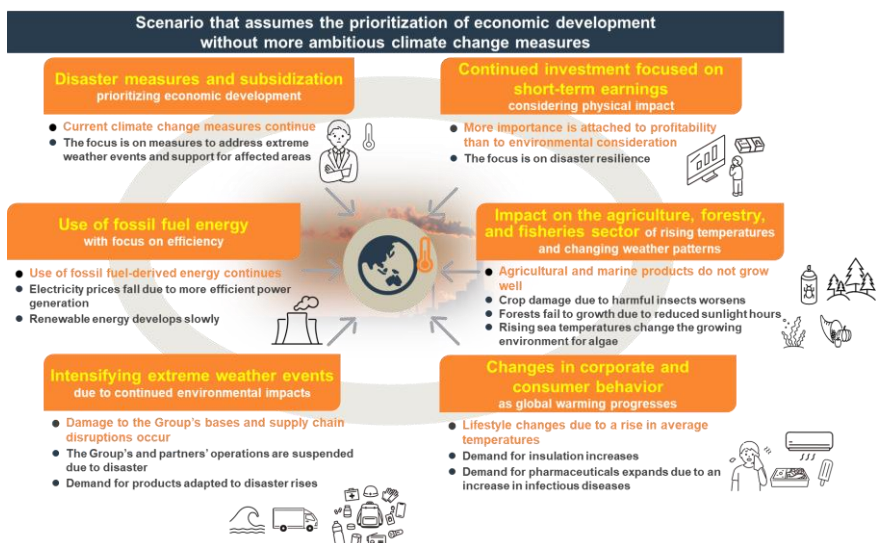 Scenario that assumes the prioritization of economic development
without more ambitious climate change measures
Disaster measures and subsidization
prioritizing economic development
● Current climate change measures continue
● The focus is on measures to address extreme
weather events and support for affected areas
Continued investment focused on
short-term earnings
considering physical impact
● More importance is attached to profitability
than to environmental consideration
● The focus is on disaster resilience
Use of fossil fuel energy
with focus on efficiency
● Use of fossil fuel-derived energy continues
● Electricity prices fall due to more efficient power
generation
● Renewable energy develops slowly
Impact on the agriculture, forestry,
and fisheries sector of rising temperatures
and changing weather patterns
● Agricultural and marine products do not grow
well
● Crop damage due to harmful insects worsens
● Forests fail to growth due to reduced sunlight hours
● Rising sea temperatures change the growing
environment for algae
Intensifying extreme weather events
due to continued environmental impacts
● Damage to the Group's bases and supply chain
disruptions occur
● The Group's and partners' operations are suspended
due to disaster
● Demand for products adapted to disaster rises
Changes in corporate and
consumer behavior
as global warming progresses
● Lifestyle changes due to a rise in average
temperatures
● Demand for insulation increases
● Demand for pharmaceuticals expands due to an
increase in infectious diseases